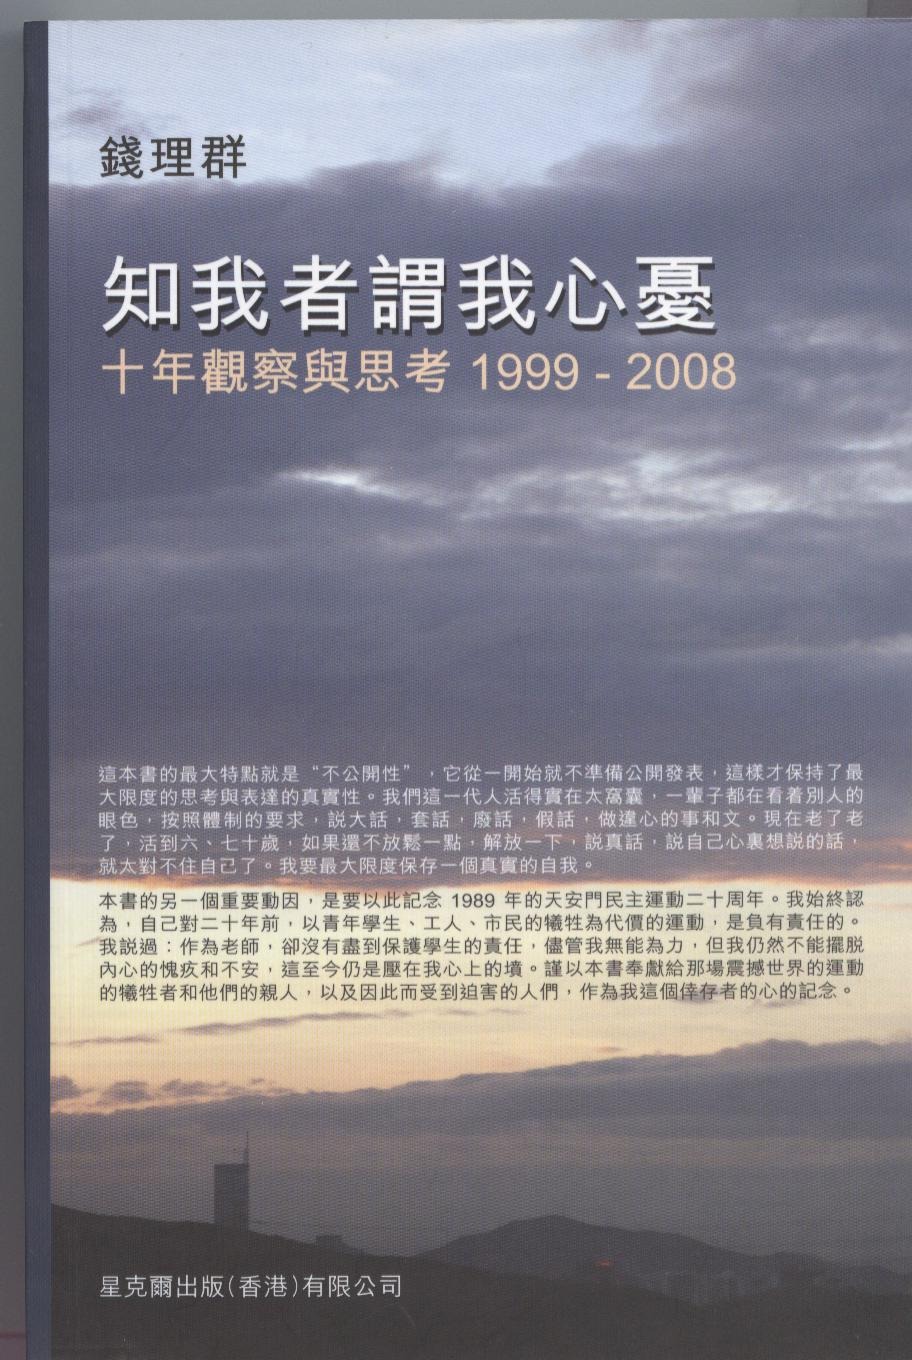 錢理群
知我者謂我心憂
十年觀察與思考 1999 - 2008
這本書的最大特點就是“不公開性”，它從一開始就不準備公開發表，這樣才保持了最
大限度的思考與表達的真實性。我們這一代人活得實在太窩囊，一輩子都在看着別人的
眼色，按照體制的要求，説大話，套話，廢話，假話，做違心的事和文。現在老了老
了，活到六、七十歲，如果還不放鬆一點，解放一下，説真話，説自己心裏想説的話，
就太對不住自己了。我要最大限度保存一個真實的自我。
本書的另一個重要動因，是要以此記念 1989 年的天安門民主運動二十周年。我始終認
為，自己對二十年前，以青年學生、工人、市民的犧牲為代價的運動，是負有責任的。
我説過：作為老師，卻沒有盡到保護學生的責任，儘管我無能為力，但我仍然不能擺脱
內心的愧疚和不安，這至今仍是壓在我心上的墳。謹以本書奉獻給那場震撼世界的運動
的犧牲者和他們的親人，以及因此而受到迫害的人們，作為我這個倖存者的心的記念。
星克爾出版(香港)有限公司